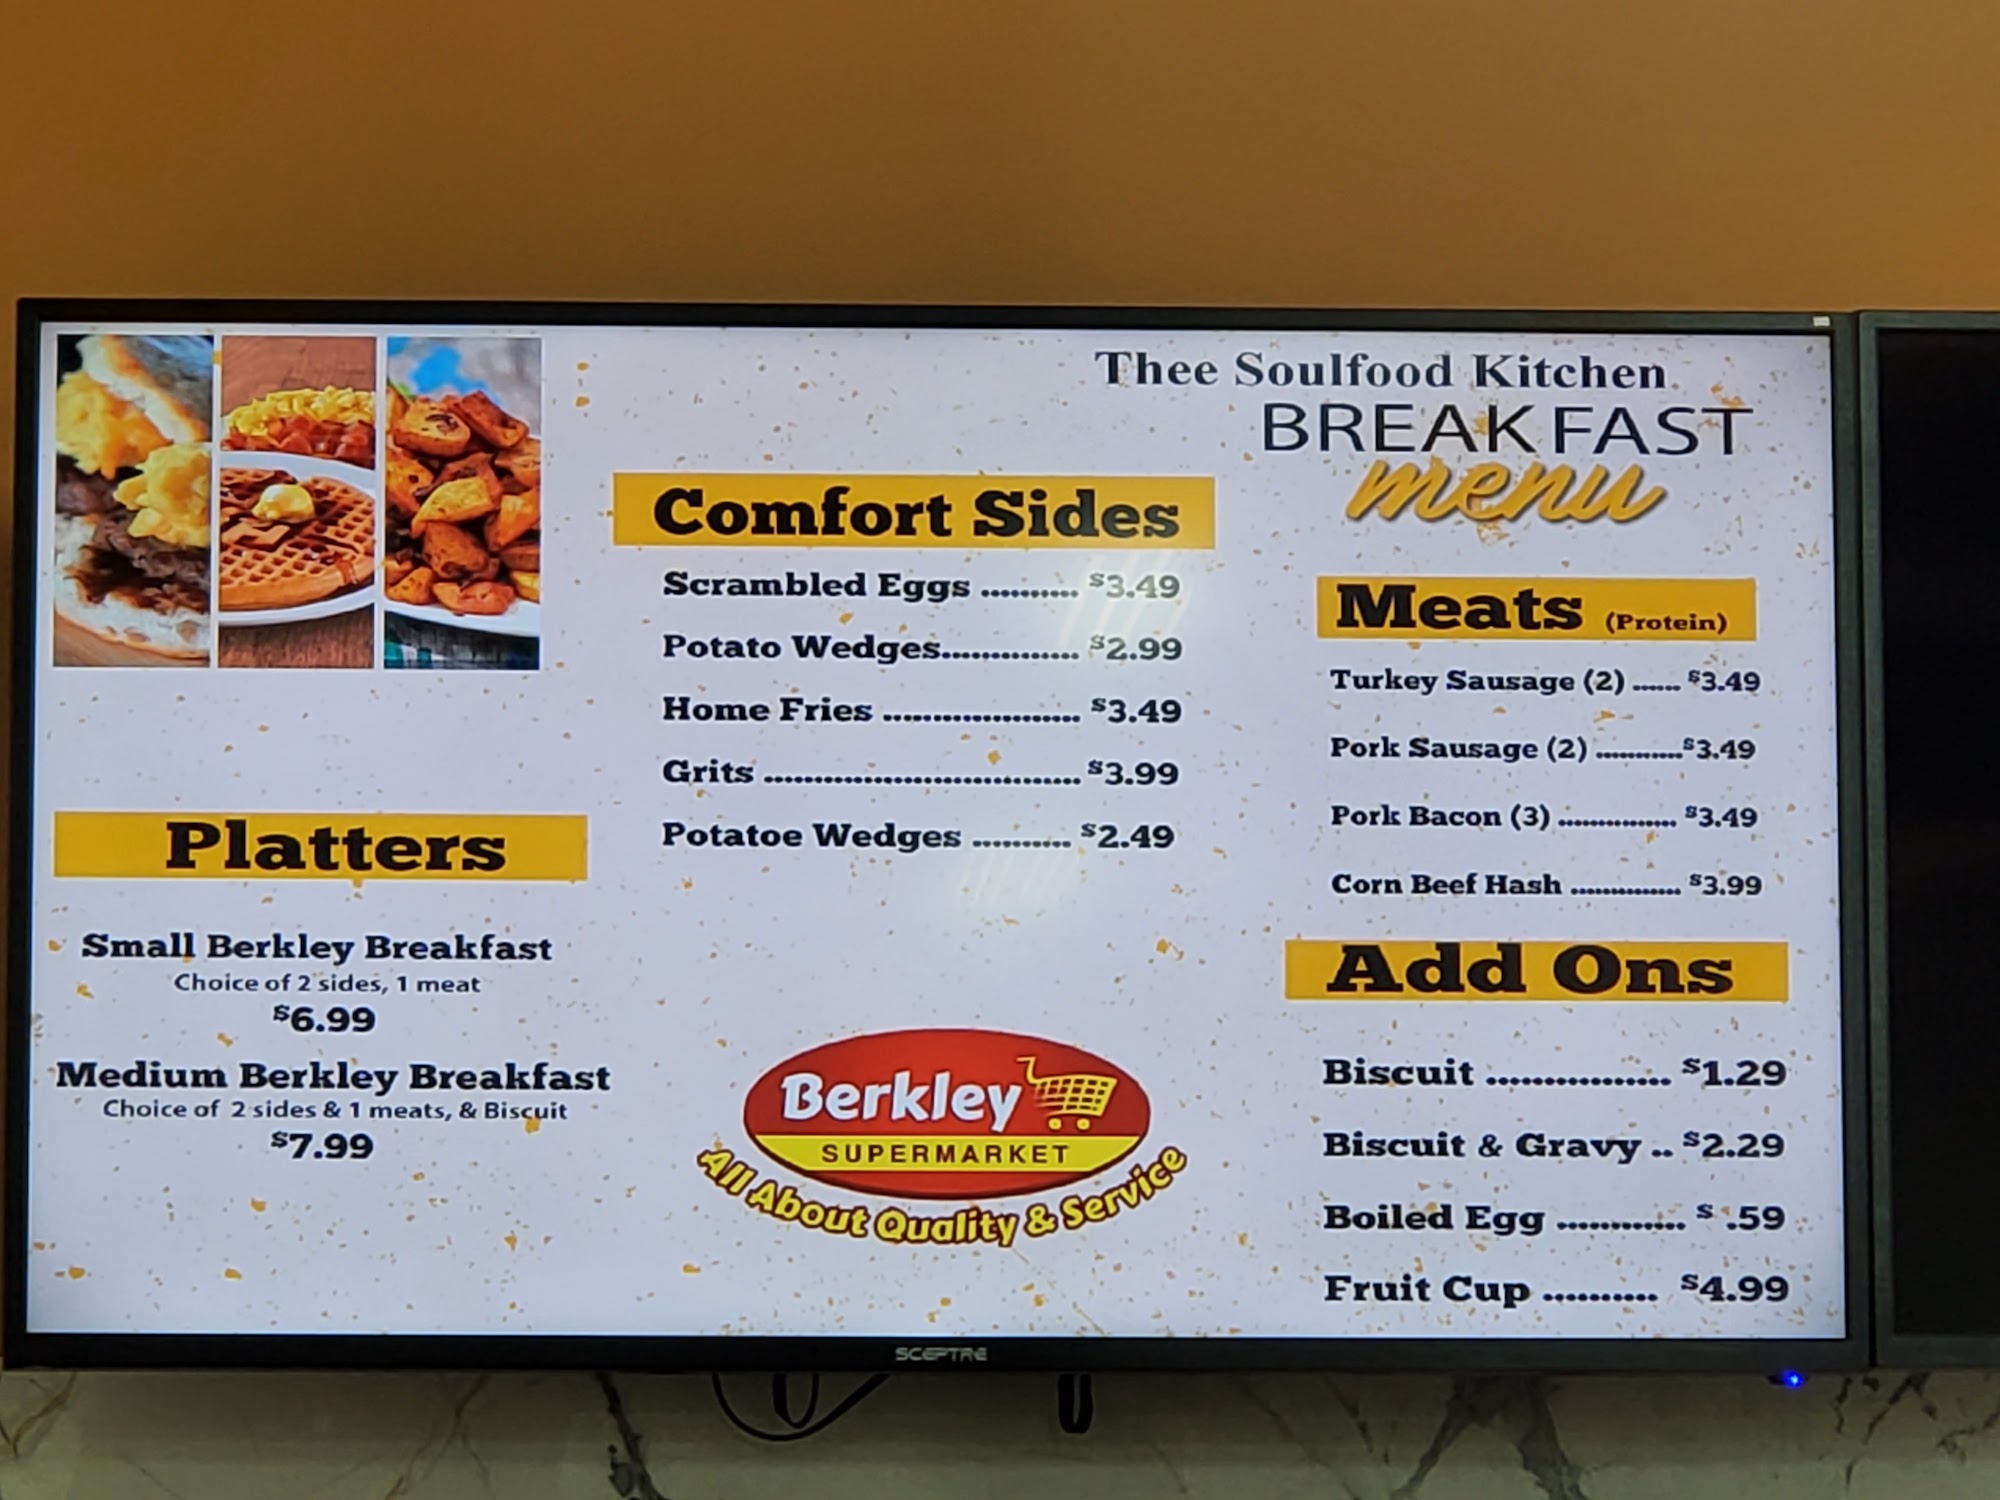 Thee Soulfood Kitchen
BREAKFAST
menu
Platters
Small Berkley Breakfast
Choice of 2 sides, 1 meat
$6.99
Medium Berkley Breakfast
Choice of 2 sides & 1 meats, & Biscuit
$7.99
Comfort Sides
Scrambled Eggs .......... $3.49
Potato Wedges.............. $2.99
Home Fries .................... $3.49
Grits ................................ $3.99
Potatoe Wedges .......... $2.49
Berkley
SUPERMARKET
All About Quality & Service
Meats (Protein)
Turkey Sausage (2) ...... $3.49
Pork Sausage (2) ...........$3.49
Pork Bacon (3) ............... $3.49
Corn Beef Hash .............. $3.99
Add Ons
Biscuit ................. $1.29
Biscuit & Gravy .. $2.29
Boiled Egg ............ $ .59
Fruit Cup .......... $4.99
SCEPTRE